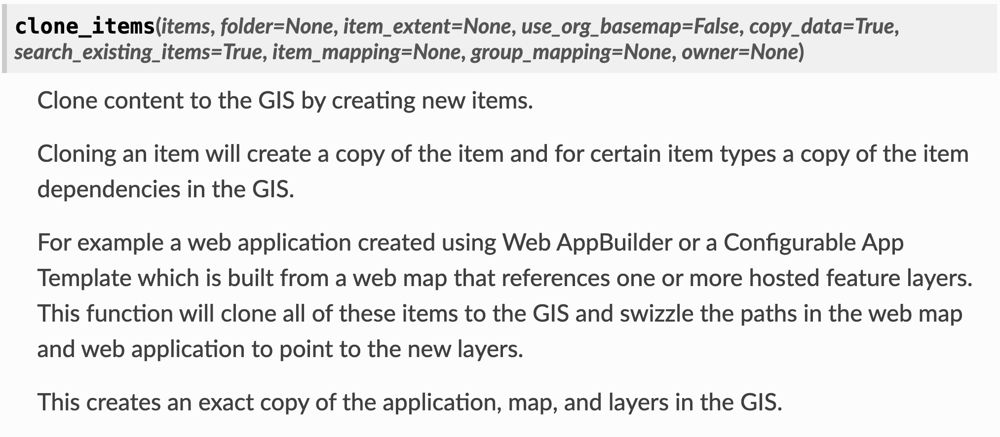 clone_items(items, folder=None, item_extent=None, use_org_basemap=False, copy_data=True,
search_existing_items=True, item_mapping=None, group_mapping=None, owner=None)
Clone content to the GIS by creating new items.
Cloning an item will create a copy of the item and for certain item types a copy of the item
dependencies in the GIS.
For example a web application created using Web AppBuilder or a Configurable App
Template which is built from a web map that references one or more hosted feature layers.
This function will clone all of these items to the GIS and swizzle the paths in the web map
and web application to point to the new layers.
This creates an exact copy of the application, map, and layers in the GIS.